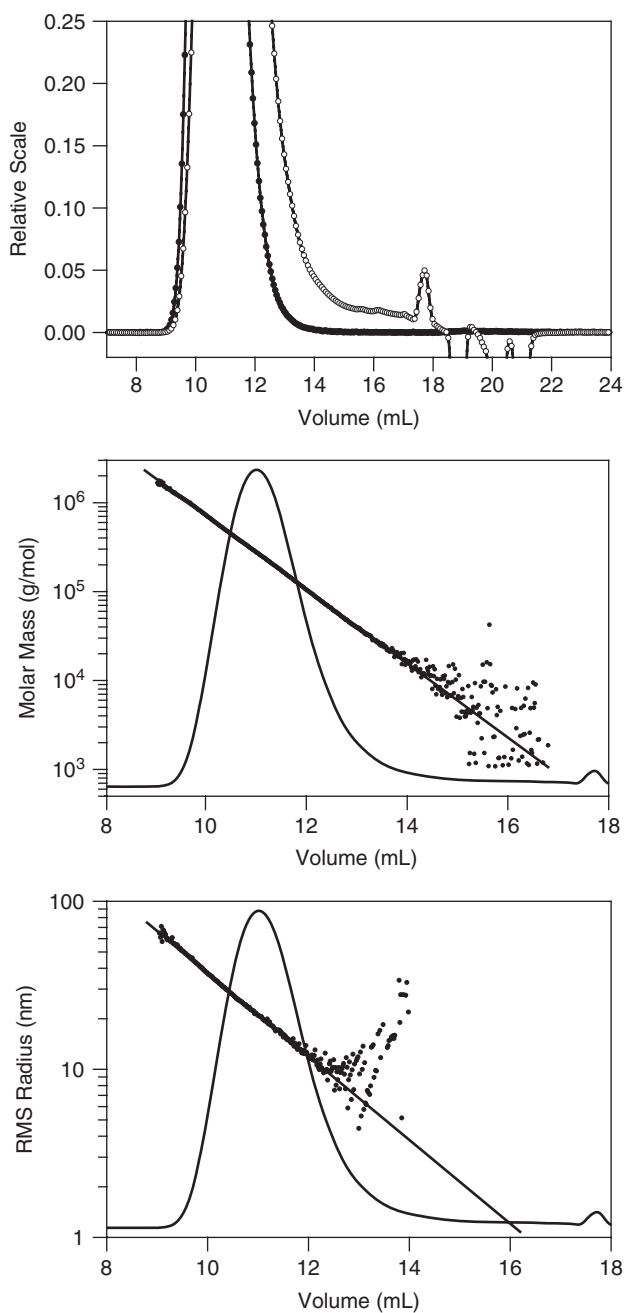 0.25
0.20
0.15
0.10
0.05
0.00
Relative Scale
8 10 12 14 16 18 20 22 24
Volume (mL)
10⁶
10⁵
10⁴
10³
Molar Mass (g/mol)
8 10 12 14 16 18
Volume (mL)
100
10
1
RMS Radius (nm)
8 10 12 14 16 18
Volume (mL)